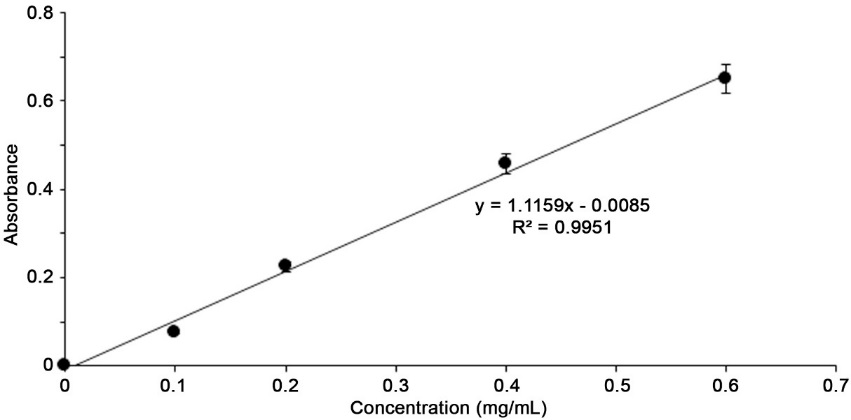 0.8
0.6
0.4
0.2
0
Absorbance
y = 1.1159x - 0.0085
R² = 0.9951
0 0.1 0.2 0.3 0.4 0.5 0.6 0.7
Concentration (mg/mL)